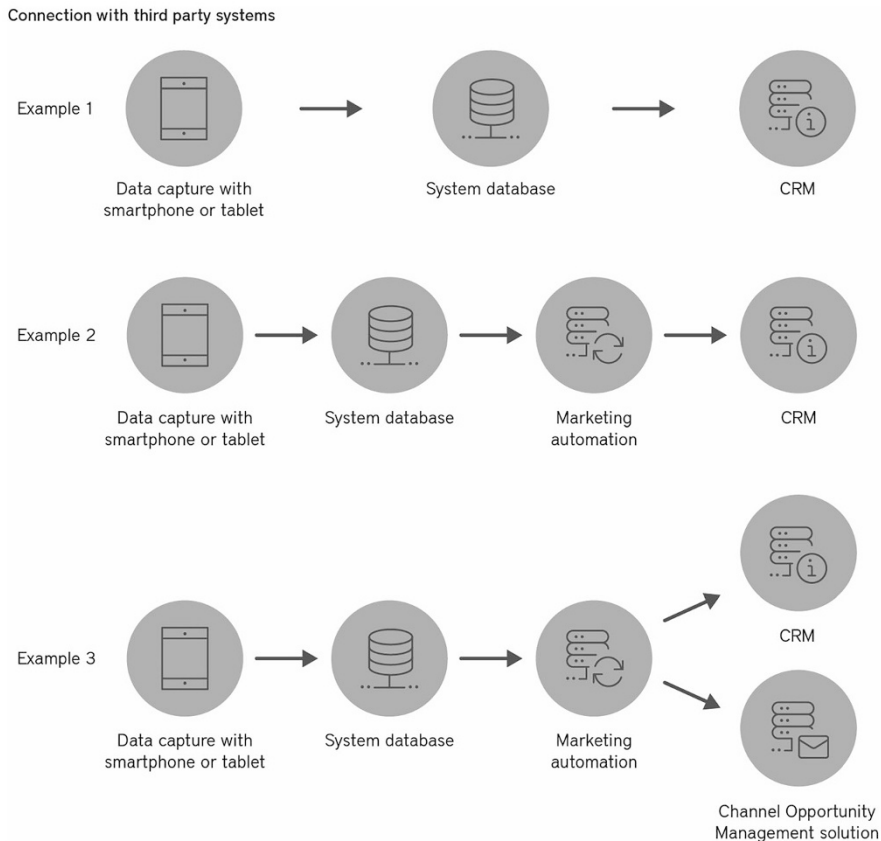 Connection with third party systems
Example 1
Data capture with
smartphone or tablet
System database
i
CRM
Example 2
Data capture with
smartphone or tablet
System database
Marketing
automation
i
CRM
Example 3
Data capture with
smartphone or tablet
System database
Marketing
automation
i
CRM
Channel Opportunity
Management solution